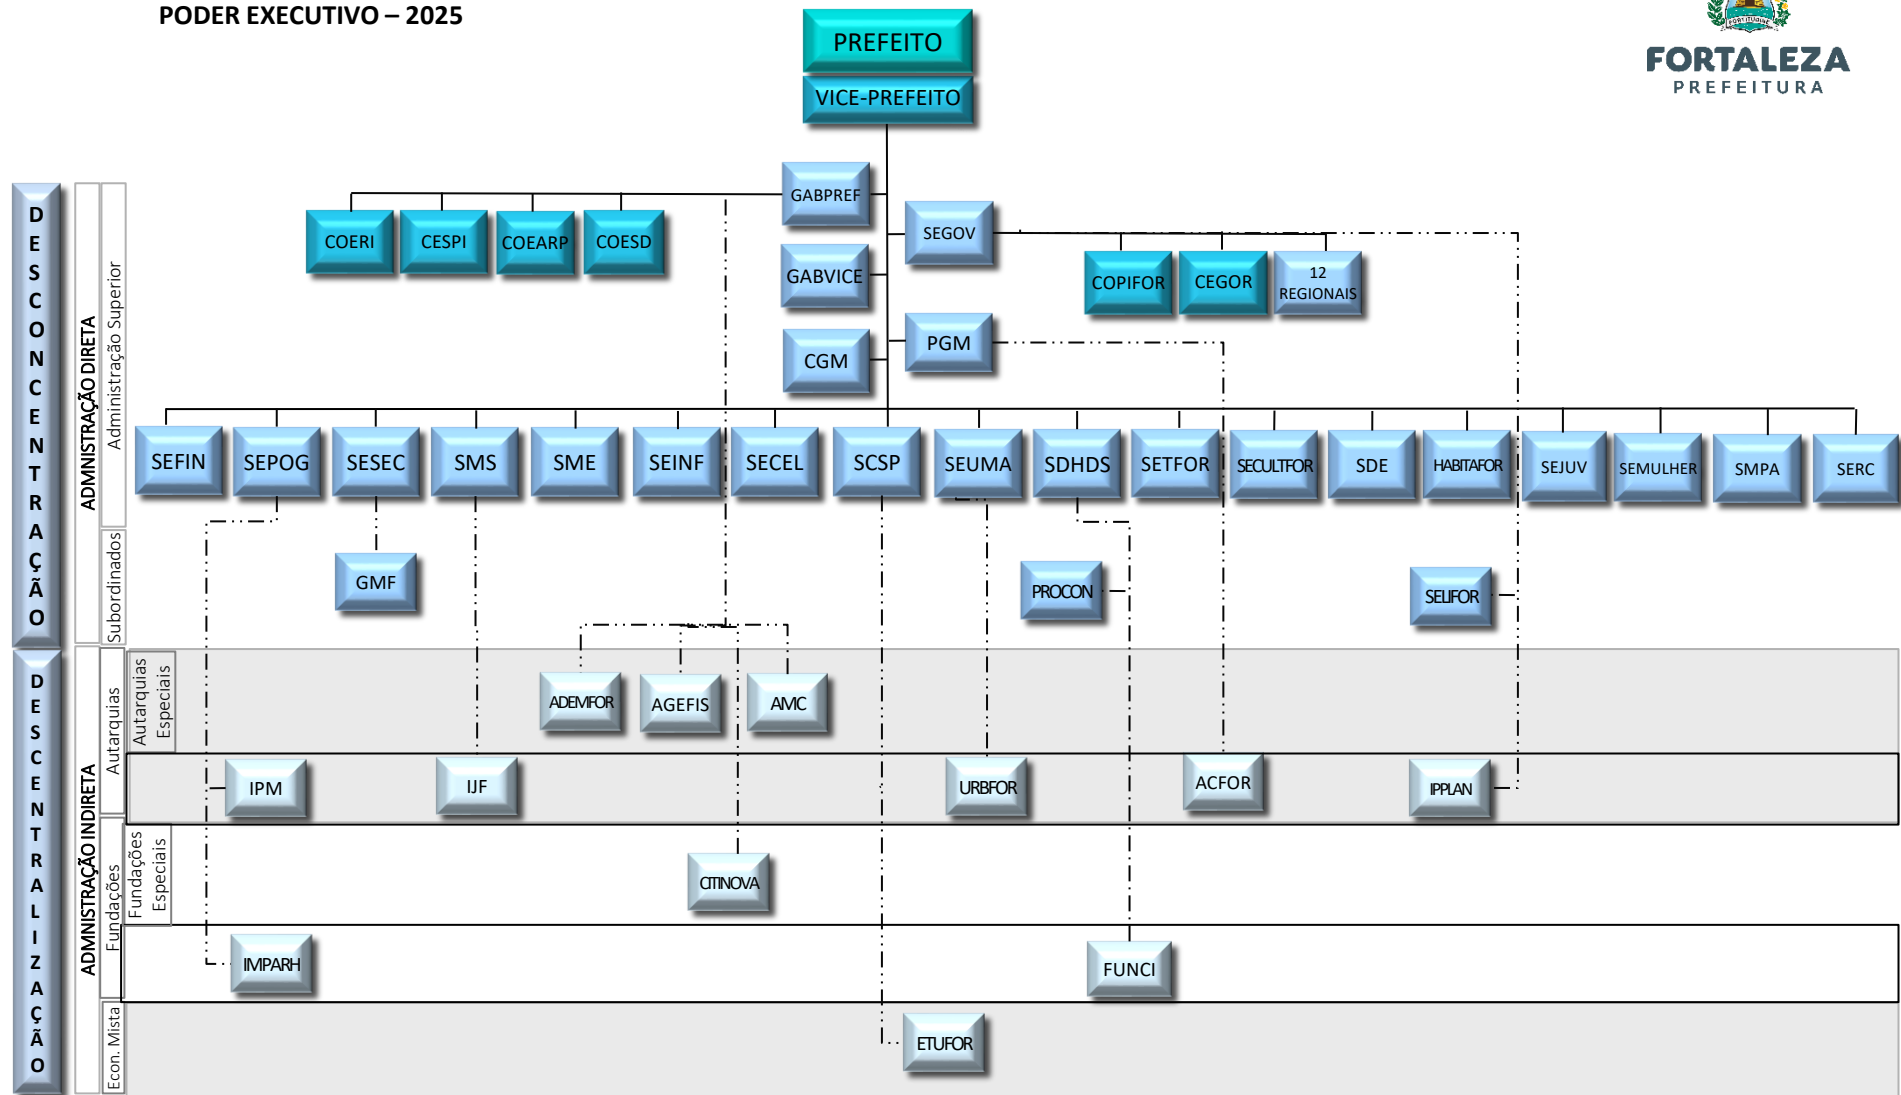 PODER EXECUTIVO – 2025
PREFEITO
VICE-PREFEITO
FORTITUDINE
FORTALEZA
PREFEITURA
DESCONCENTRAÇÃO
ADMNISTRAÇÃO DIRETA
Administração Superior
Subordinados
GABPREF
SEGOV
COERI
CESPI
COEARP
COESD
GABVICE
COPIFOR
CEGOR
12
REGIONAIS
CGM
PGM
SEFIN
SEPOG
SESEC
SMS
SME
SEINF
SECEL
SCSP
SEUMA
SDHDS
SETFOR
SECULTFOR
SDE
HABITAFOR
SEJUV
SEMULHER
SMPA
SERC
GMF
PROCON
SELIFOR
DESCENTRALIZAÇÃO
ADMNISTRAÇÃO INDIRETA
Autarquias
Autarquias
Especiais
ADEMFOR
AGEFIS
AMC
IPM
IJF
URBFOR
ACFOR
IPPLAN
Fundações
Fundações
Especiais
CITINOVA
IMPARH
FUNCI
Econ. Mista
ETUFOR